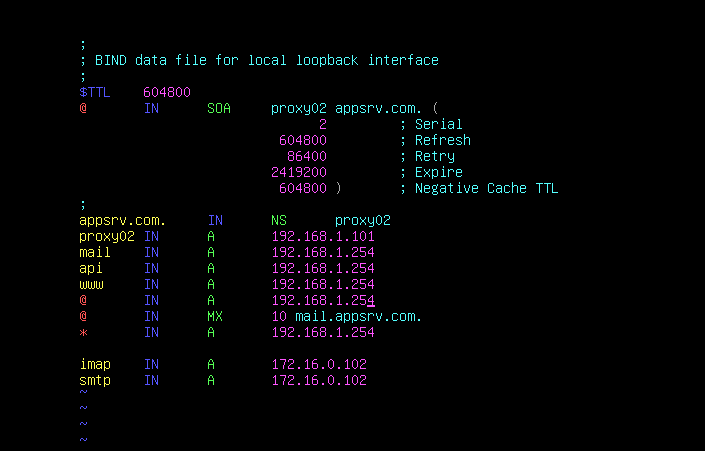 ;
; BIND data file for local loopback interface
;
$TTL    604800
@       IN      SOA     proxy02 appsrv.com. (
                              2         ; Serial
                         604800         ; Refresh
                          86400         ; Retry
                        2419200         ; Expire
                         604800 )       ; Negative Cache TTL
;
appsrv.com.     IN      NS      proxy02
proxy02 IN      A       192.168.1.101
mail    IN      A       192.168.1.254
api     IN      A       192.168.1.254
www     IN      A       192.168.1.254
@       IN      A       192.168.1.254
@       IN      MX      10 mail.appsrv.com.
*       IN      A       192.168.1.254

imap    IN      A       172.16.0.102
smtp    IN      A       172.16.0.102
~
~
~
~